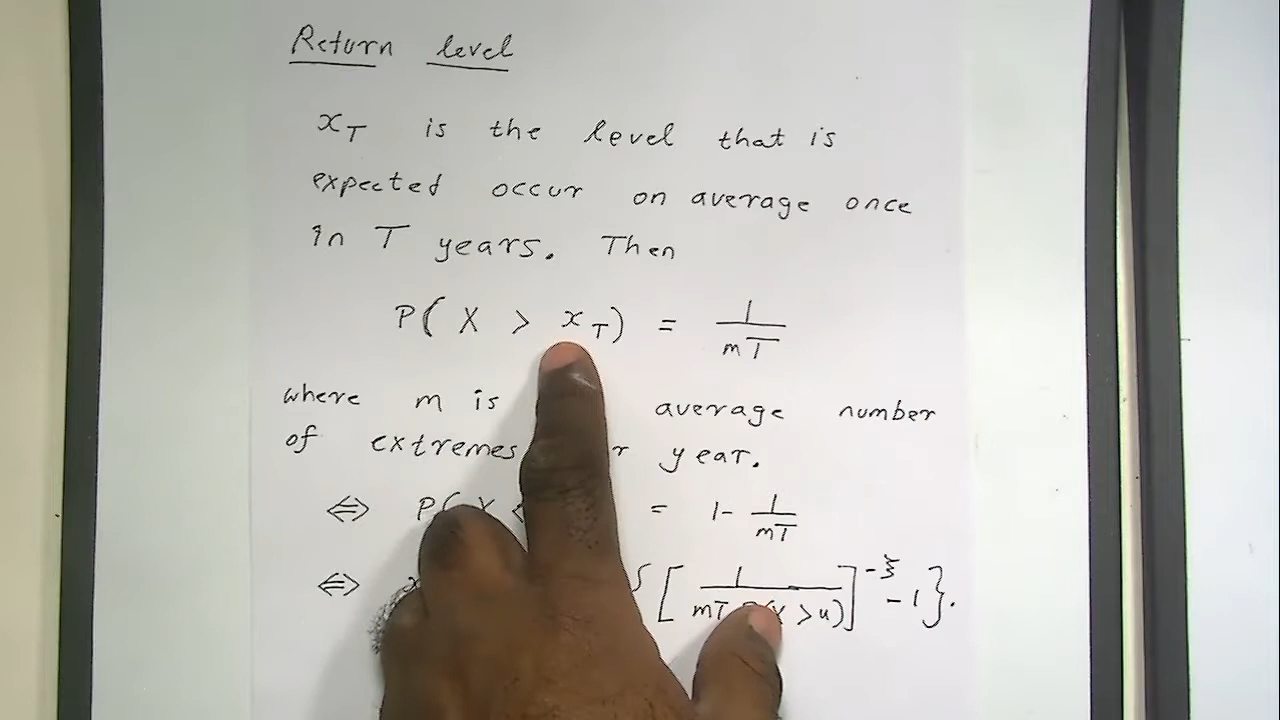 Return level
x_T is the level that is
expected occur on average once
in T years. Then
P( X > x_T) = 1/mT
where m is average number
of extremes year.
⇔ P( X < = 1- 1/mT
⇔ { [ 1/mT P(X >u) ]^-ξ -1}.